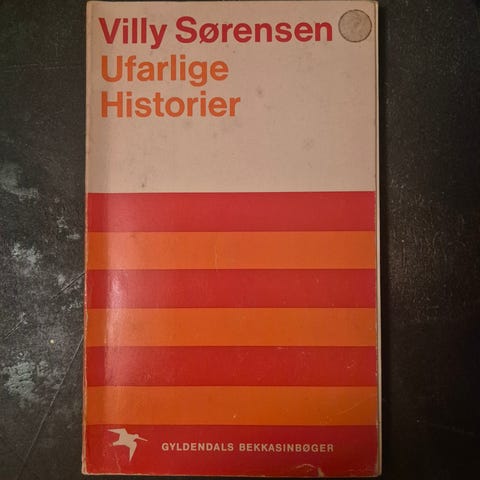 Villy Sørensen
Ufarlige
Historier
GYLDENDALS BEKKASINBØGER